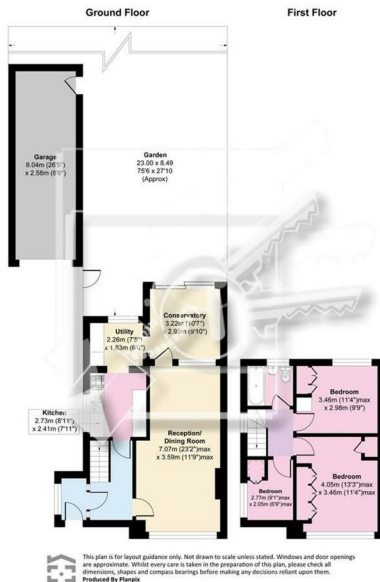 Ground Floor
First Floor
Garage
8.04m (26'5")
x 2.58m (8'6")
Garden
23.00 x 8.49
75'6 x 27'10
(Approx)
Conservatory
3.22m (10'7")
x 2.99m (9'10")
Utility
2.26m (7'5")
x 1.83m
Kitchen
2.73m (8'11")
x 2.41m (7'11")
Reception/
Dining Room
7.07m (23'2")max
x 3.59m (11'9")max
Bedroom
3.46m (11'4")max
x 2.98m (9'9")
Bedroom
4.05m (13'3")max
x 3.46m (11'4")max
Bedroom
2.77m (9'1")max
x 2.05m (6'9")max
This plan is for layout guidance only. Not drawn to scale unless stated. Windows and door openings
are approximate. Whilst every care is taken in the preparation of this plan, please check all
dimensions, shapes and compass bearings before making any decisions reliant upon them.
Produced By Planpix